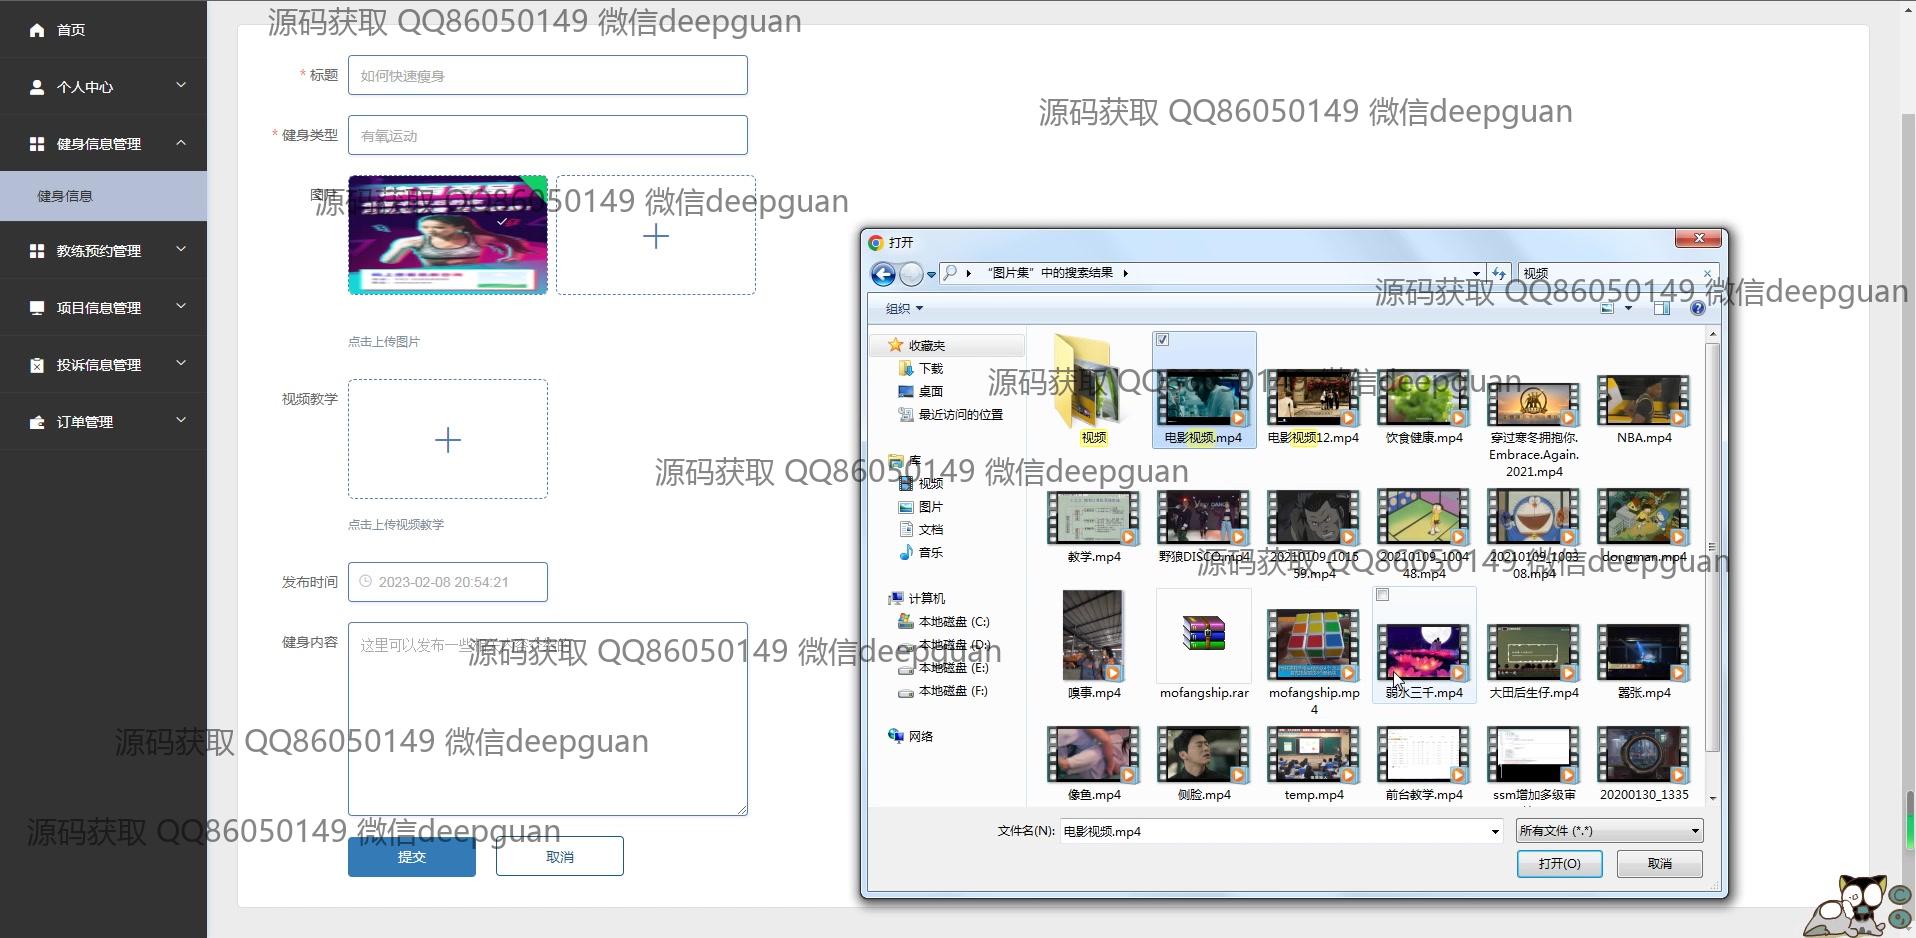 首页
个人中心
健身信息管理
健身信息
教练预约管理
项目信息管理
投诉信息管理
订单管理
源码获取 QQ86050149 微信deepguan
* 标题
如何快速瘦身
源码获取 QQ86050149 微信deepguan
* 健身类型
有氧运动
图片
源码获取 QQ86050149 微信deepguan
点击上传图片
视频教学
点击上传视频教学
源码获取 QQ86050149 微信deepguan
发布时间
2023-02-08 20:54:21
健身内容
这里可以发布一些
源码获取 QQ86050149 微信deepguan
源码获取 QQ86050149 微信deepguan
源码获取 QQ86050149 微信deepguan
提交
取消
打开
“图片集”中的搜索结果
视频
源码获取 QQ86050149 微信deepguan
组织
收藏夹
下载
桌面
最近访问的位置
库
视频
图片
文档
音乐
计算机
本地磁盘 (C:)
本地磁盘 (D:)
本地磁盘 (E:)
本地磁盘 (F:)
网络
源码获取 QQ86050149 微信deepguan
视频
电影视频.mp4
电影视频12.mp4
饮食健康.mp4
穿过寒冬拥抱你.
Embrace.Again.
2021.mp4
NBA.mp4
教学.mp4
野狼DISCO.mp4
20210109_1015
59.mp4
20210109_1004
48.mp4
20210109_1003
08.mp4
dongman.mp4
源码获取 QQ86050149 微信deepguan
嗅事.mp4
mofangship.rar
mofangship.mp
4
弱水三千.mp4
大田后生仔.mp4
嚣张.mp4
像鱼.mp4
侧脸.mp4
temp.mp4
前台教学.mp4
ssm增加多级审
20200130_1335
文件名(N):
电影视频.mp4
所有文件 (*.*)
打开(O)
取消